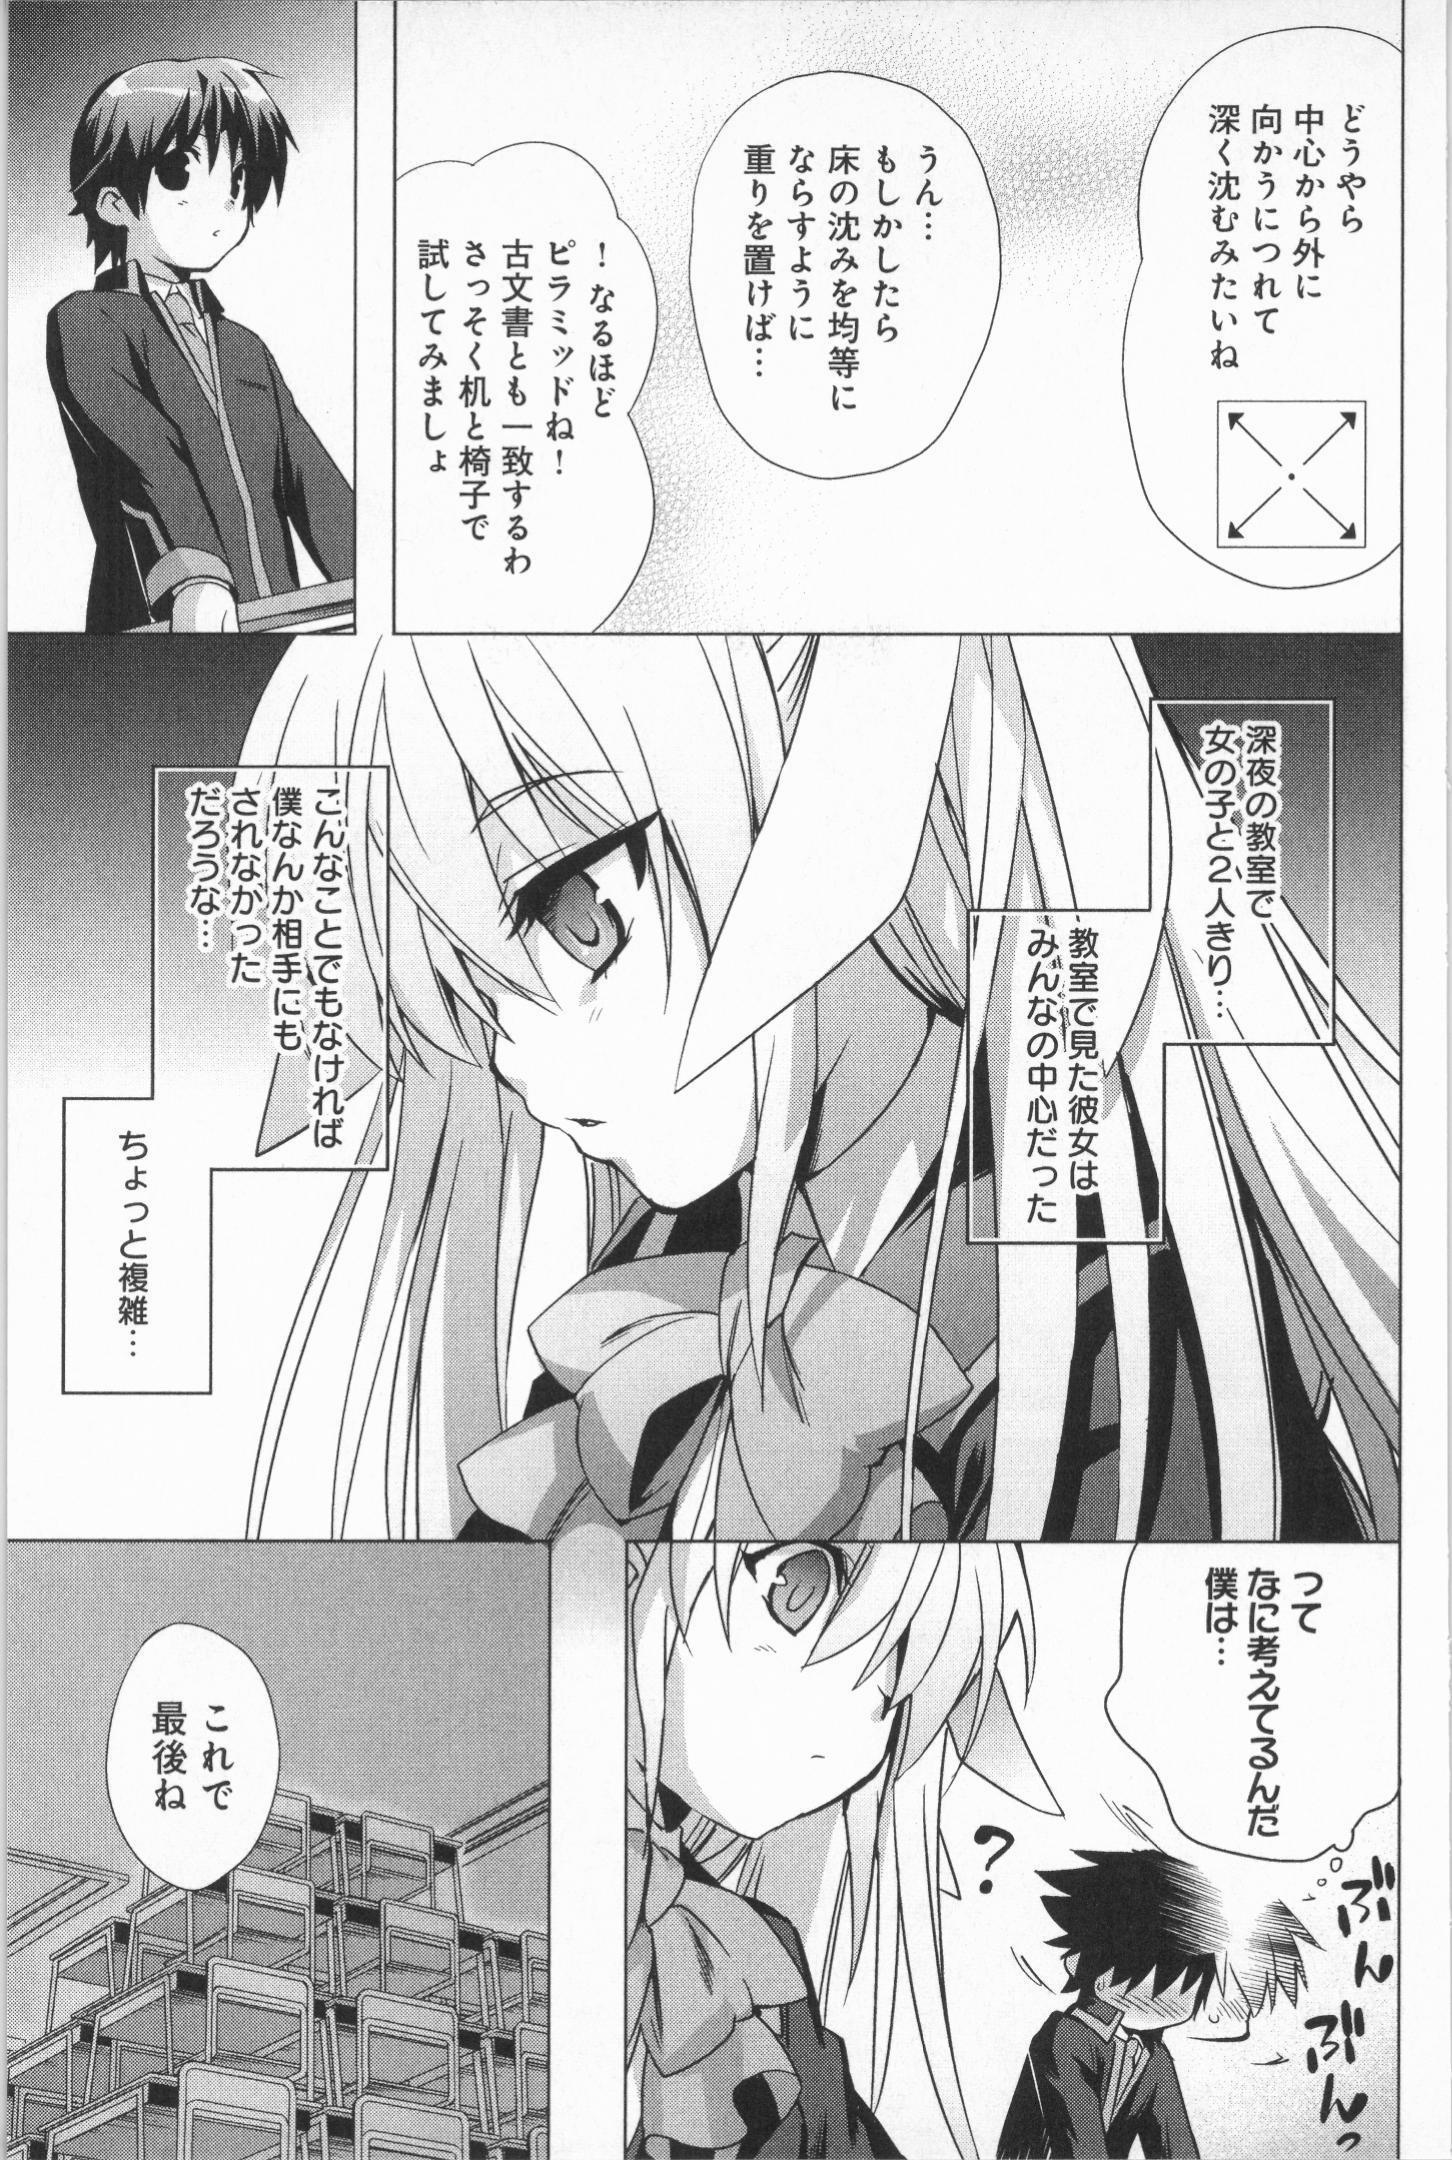 どうやら
中心から外に
向かうにつれて
深く沈むみたいね
うん…
もしかしたら
床の沈みを均等に
ならすように
重りを置けば…
！なるほど
ピラミッドね！
古文書とも一致するわ
さっそく机と椅子で
試してみましょ
深夜の教室で
女の子と2人きり…
教室で見た彼女は
みんなの中心だった
こんなことでもなければ
僕なんか相手にも
されなかった
だろうな…
ちょっと複雑…
って
なに考えてるんだ
僕は…
ぶん
ぶんっ
？
これで
最後ね